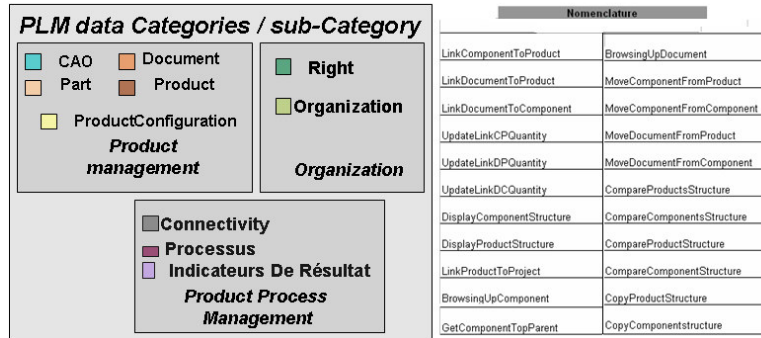 PLM data Categories / sub-Category
CAO
Document
Part
Product
ProductConfiguration
Product
management
Right
Organization
Organization
Connectivity
Processus
Indicateurs De Résultat
Product Process
Management
Nomenclature
LinkComponentToProduct
BrowsingUpDocument
LinkDocumentToProduct
MoveComponentFromProduct
LinkDocumentToComponent
MoveComponentFromComponent
UpdateLinkCPQuantity
MoveDocumentFromProduct
UpdateLinkDPQuantity
MoveDocumentFromComponent
UpdateLinkDCQuantity
CompareProductsStructure
DisplayComponentStructure
CompareComponentsStructure
DisplayProductStructure
CompareProductStructure
LinkProductToProject
CompareComponentStructure
BrowsingUpComponent
CopyProductStructure
GetComponentTopParent
CopyComponentstructure